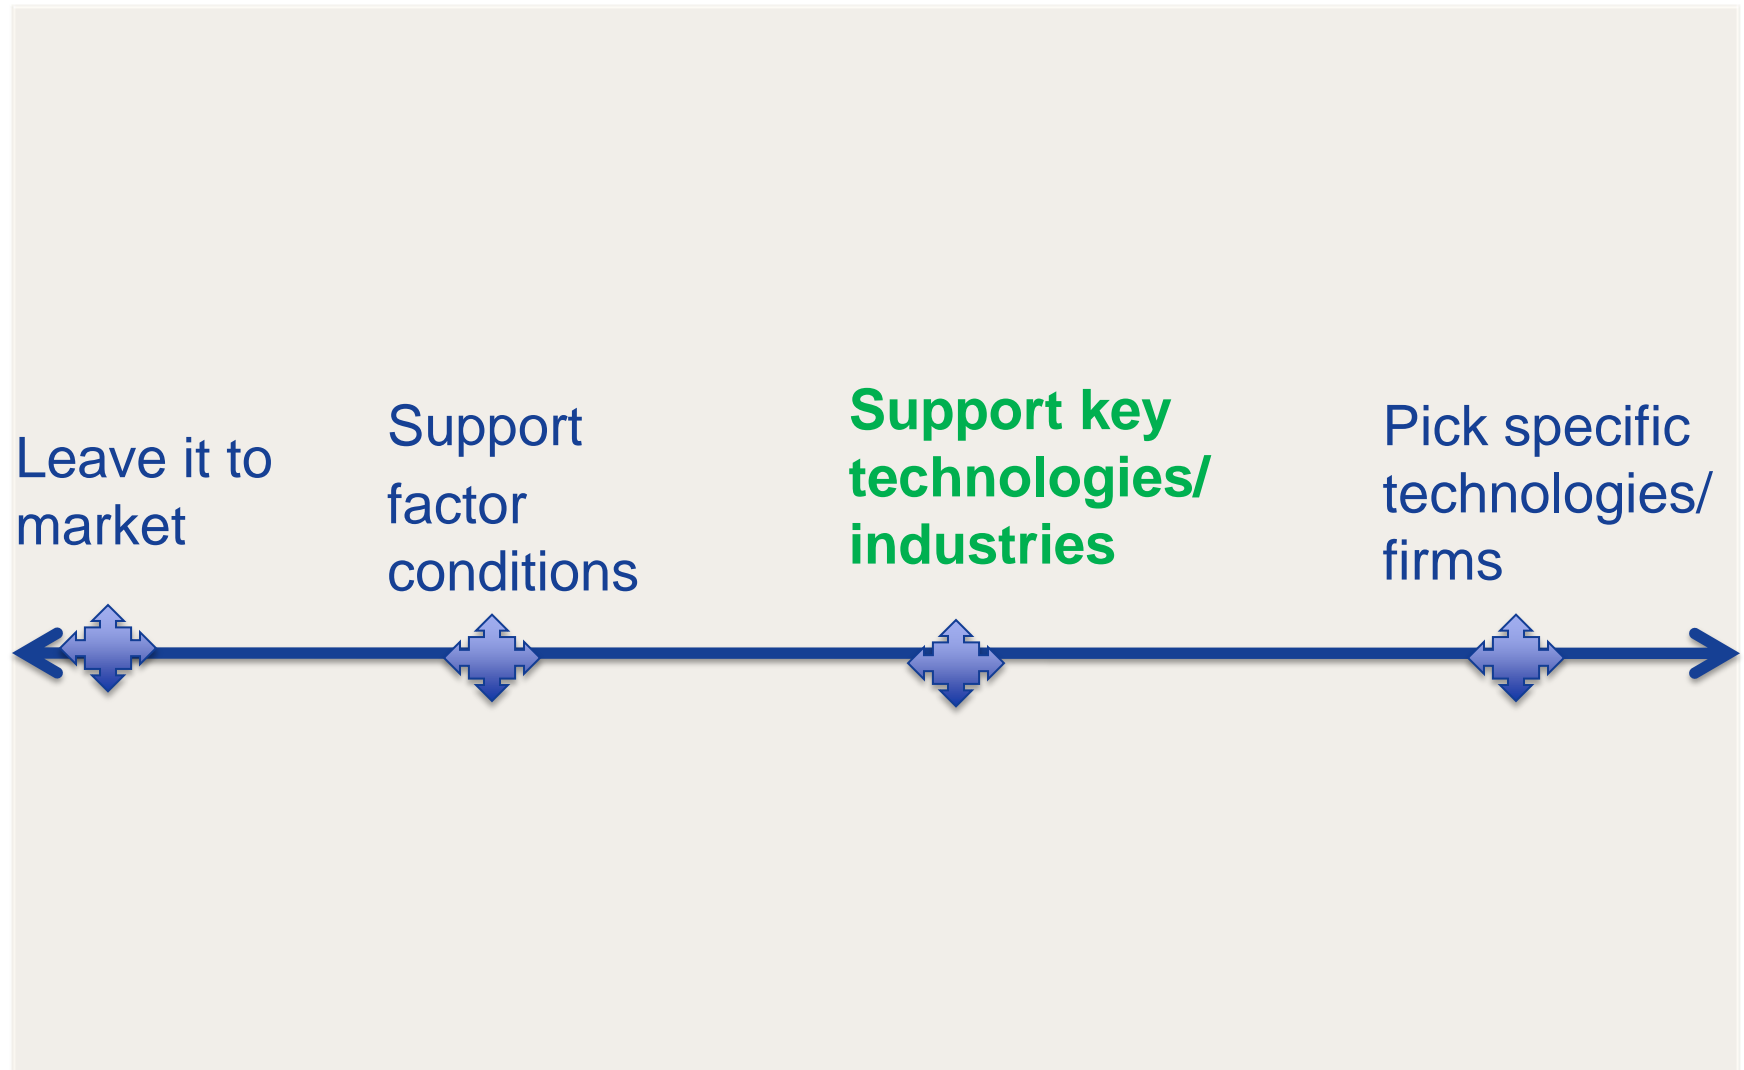 Leave it to
market
Support
factor
conditions
Support key
technologies/
industries
Pick specific
technologies/
firms